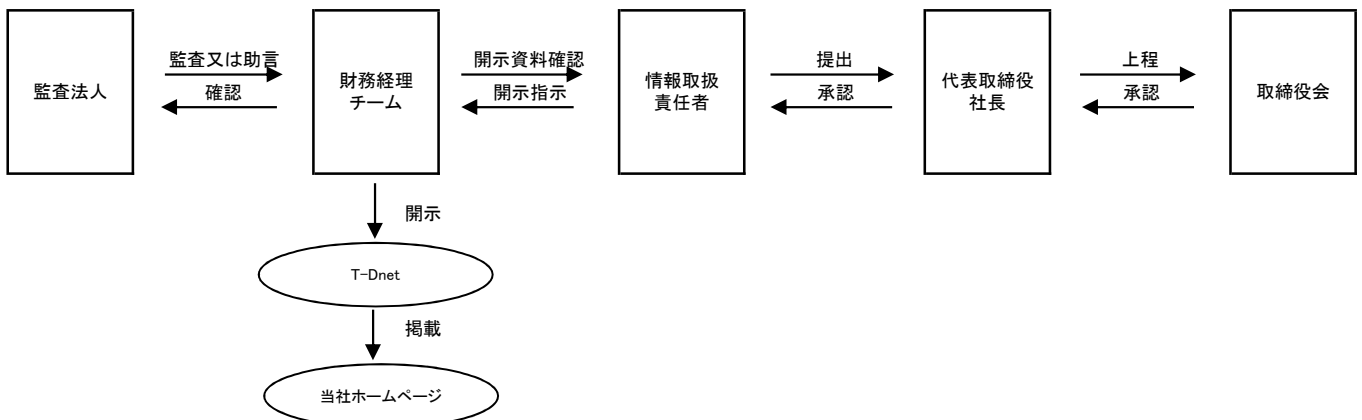 監査法人
監査又は助言
確認
財務経理
チーム
開示資料確認
開示指示
情報取扱
責任者
提出
承認
代表取締役
社長
上程
承認
取締役会
開示
T-Dnet
掲載
当社ホームページ